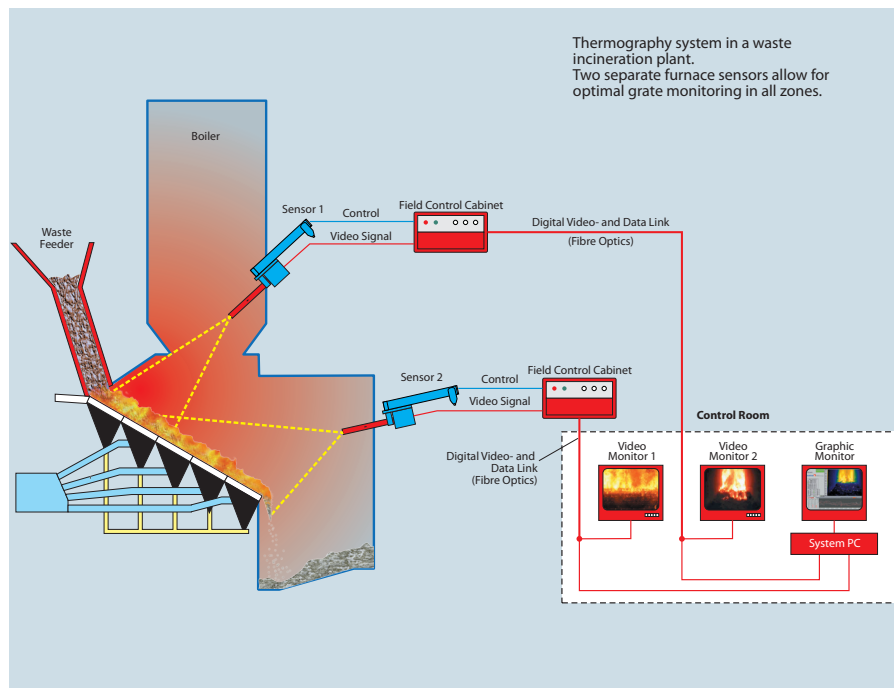 Thermography system in a waste
incineration plant.
Two separate furnace sensors allow for
optimal grate monitoring in all zones.
Boiler
Waste
Feeder
Sensor 1
Control
Video Signal
Field Control Cabinet
Digital Video- and Data Link
(Fibre Optics)
Sensor 2
Control
Video Signal
Field Control Cabinet
Digital Video- and
Data Link
(Fibre Optics)
Control Room
Video
Monitor 1
Video
Monitor 2
Graphic
Monitor
System PC